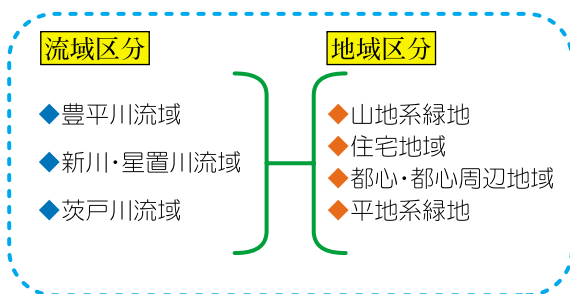 流域区分
豊平川流域
新川・星置川流域
茨戸川流域
地域区分
山地系緑地
住宅地域
都心・都心周辺地域
平地系緑地